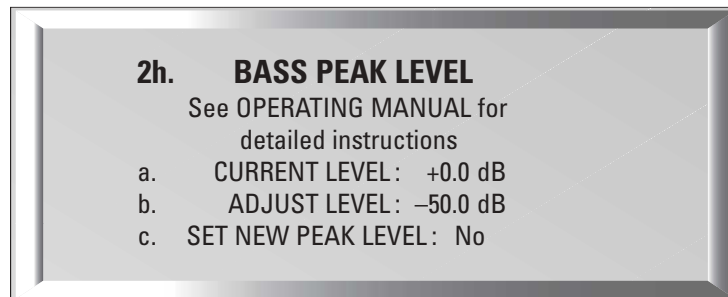 2h. BASS PEAK LEVEL
See OPERATING MANUAL for
detailed instructions
a. CURRENT LEVEL: +0.0 dB
b. ADJUST LEVEL: –50.0 dB
c. SET NEW PEAK LEVEL: No